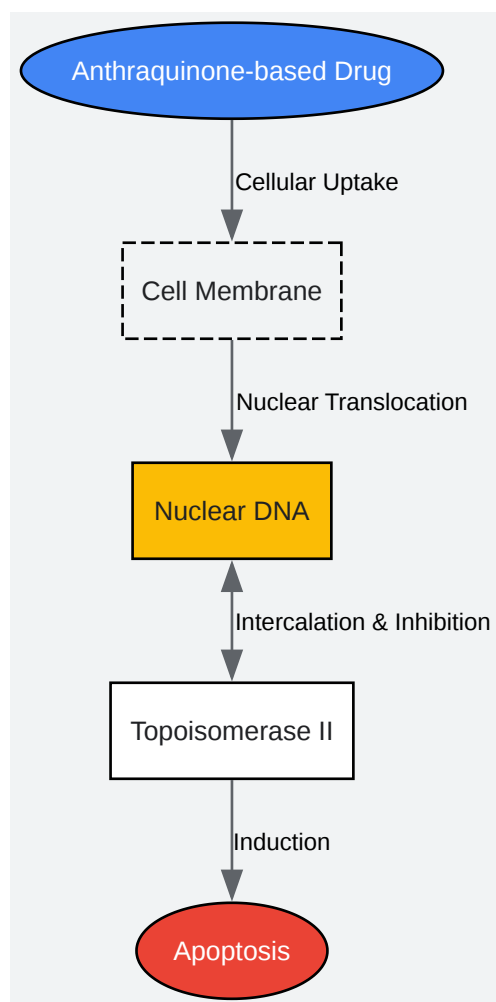 Anthraquinone-based Drug
Cellular Uptake
Cell Membrane
Nuclear Translocation
Nuclear DNA
Intercalation & Inhibition
Topoisomerase II
Induction
Apoptosis